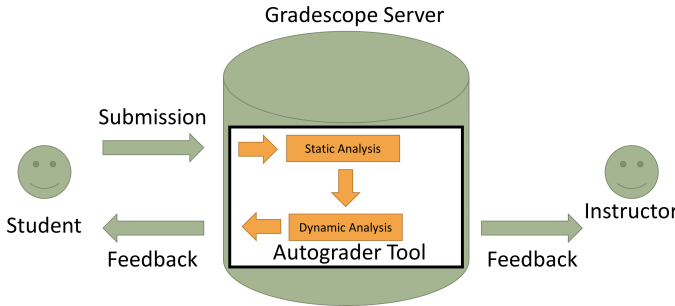 Gradescope Server
Submission
Static Analysis
Student
Instructor
Dynamic Analysis
Autograder Tool
Feedback
Feedback